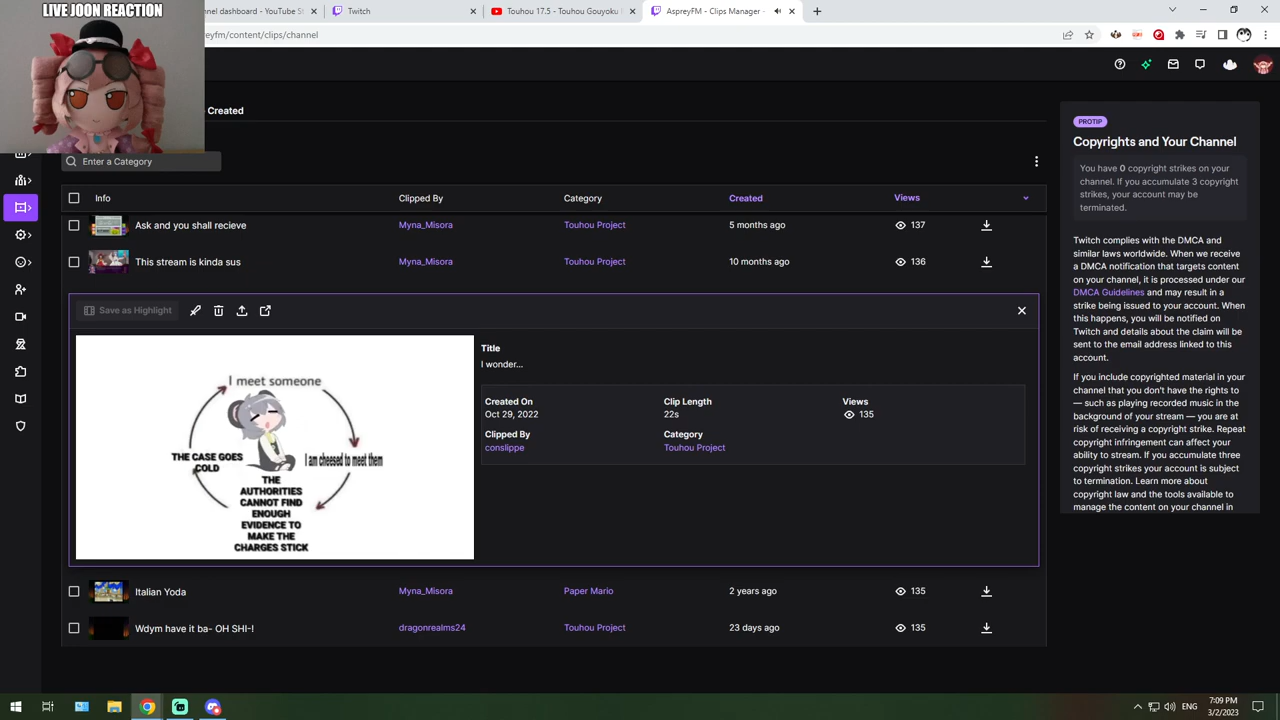 LIVE JOON REACTION
nnel dashboard - YouTube St
Twitch
Touhou 17.5 - Touhou Gouyoku I
AspreyFM - Clips Manager -
reyfm/content/clips/channel
Created
Enter a Category
Info
Clipped By
Category
Created
Views
Ask and you shall recieve
Myna_Misora
Touhou Project
5 months ago
137
This stream is kinda sus
Myna_Misora
Touhou Project
10 months ago
136
Save as Highlight
I meet someone
I am cheesed to meet them
THE
AUTHORITIES
CANNOT FIND
ENOUGH
EVIDENCE TO
MAKE THE
CHARGES STICK
THE CASE GOES
COLD
Title
I wonder...
Created On
Clip Length
Views
Oct 29, 2022
22s
135
Clipped By
Category
conslippe
Touhou Project
Italian Yoda
Myna_Misora
Paper Mario
2 years ago
135
Wdym have it ba- OH SHI-!
dragonrealms24
Touhou Project
23 days ago
135
PROTIP
Copyrights and Your Channel
You have 0 copyright strikes on
your channel. If you accumulate 3 copyright
strikes, your account may be
terminated.
Twitch complies with the DMCA and
similar laws worldwide. When we receive
a DMCA notification that targets content
on your channel, it is processed under our
DMCA Guidelines and may result in a
strike being issued to your account. When
this happens, you will be notified on
Twitch and details about the claim will be
sent to the email address linked to this
account.
If you include copyrighted material in your
channel that you don't have the rights to
— such as playing recorded music in the
background of your stream — you are at
risk of receiving a copyright strike. Repeat
copyright infringement can affect your
ability to stream. If you accumulate three
copyright strikes your account is subject
to termination. Learn more about
copyright law and the tools available to
manage the content on your channel in
ENG
7:09 PM
3/2/2023